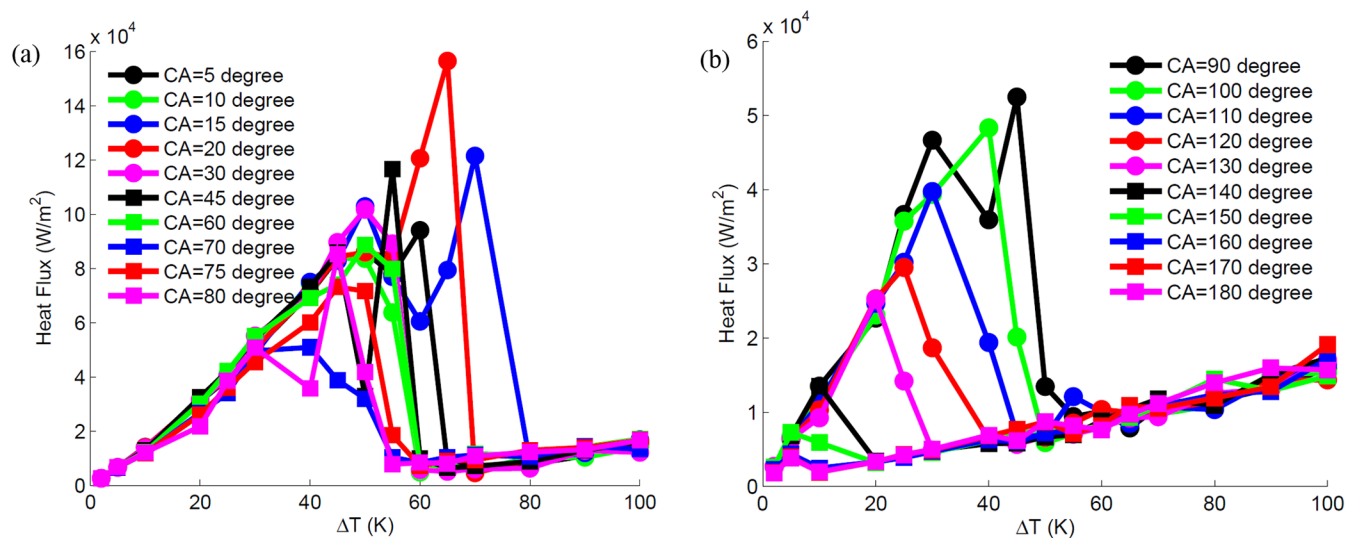 (a)
x 10⁴
16
14
12
10
8
6
4
2
0
Heat Flux (W/m²)
CA=5 degree
CA=10 degree
CA=15 degree
CA=20 degree
CA=30 degree
CA=45 degree
CA=60 degree
CA=70 degree
CA=75 degree
CA=80 degree
0 20 40 60 80 100
ΔT (K)
(b)
x 10⁴
6
5
4
3
2
1
0
Heat Flux (W/m²)
CA=90 degree
CA=100 degree
CA=110 degree
CA=120 degree
CA=130 degree
CA=140 degree
CA=150 degree
CA=160 degree
CA=170 degree
CA=180 degree
0 20 40 60 80 100
ΔT (K)